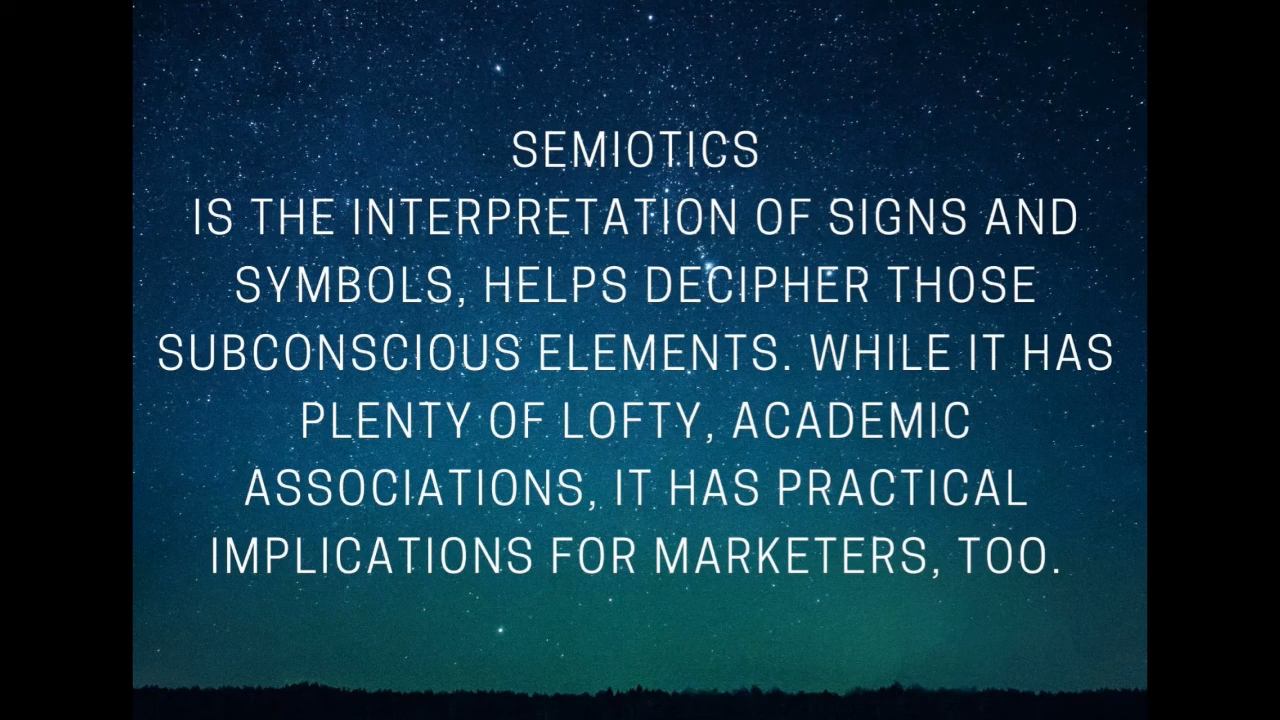 SEMIOTICS
IS THE INTERPRETATION OF SIGNS AND
SYMBOLS, HELPS DECIPHER THOSE
SUBCONSCIOUS ELEMENTS. WHILE IT HAS
PLENTY OF LOFTY, ACADEMIC
ASSOCIATIONS, IT HAS PRACTICAL
IMPLICATIONS FOR MARKETERS, TOO.